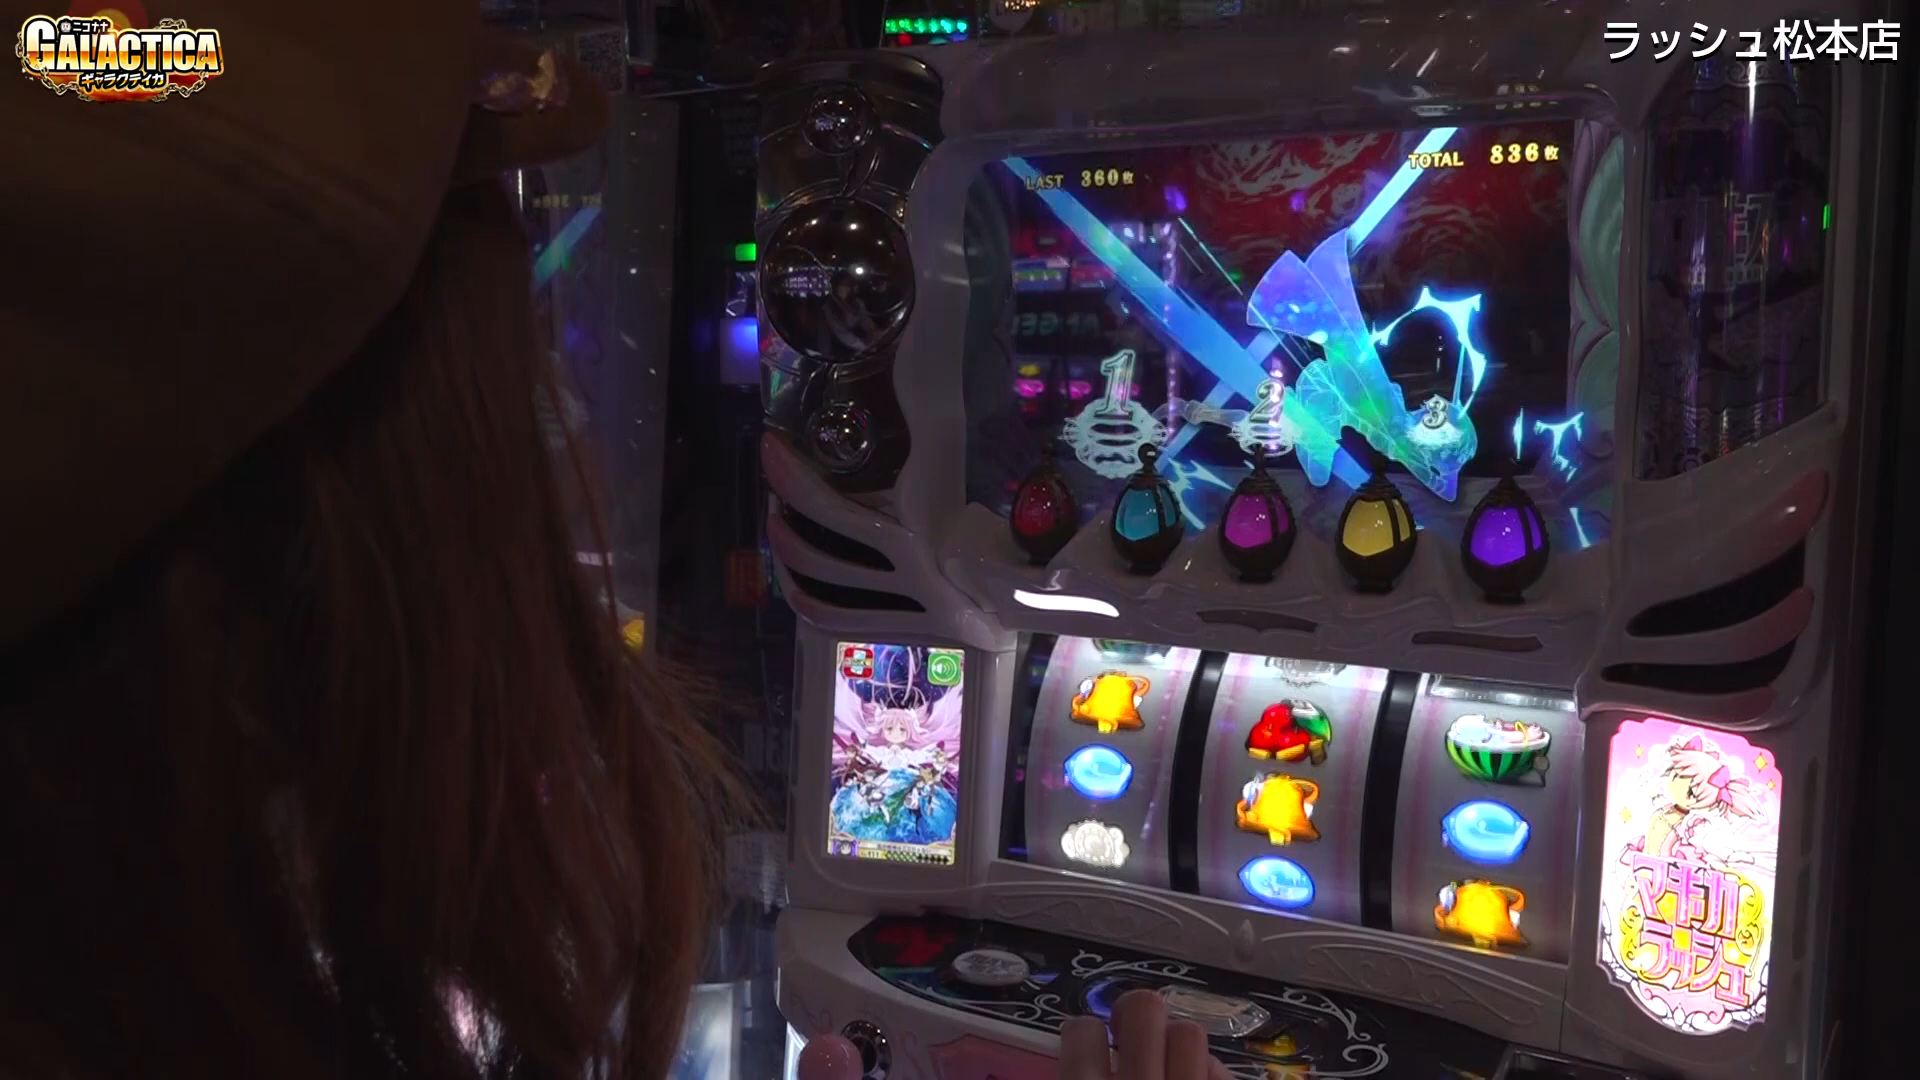 ニコナナ
GALACTICA
ギャラクティカ
ラッシュ松本店
LAST 360枚
TOTAL 836枚
1
2
3
マギカ
ラッシュ